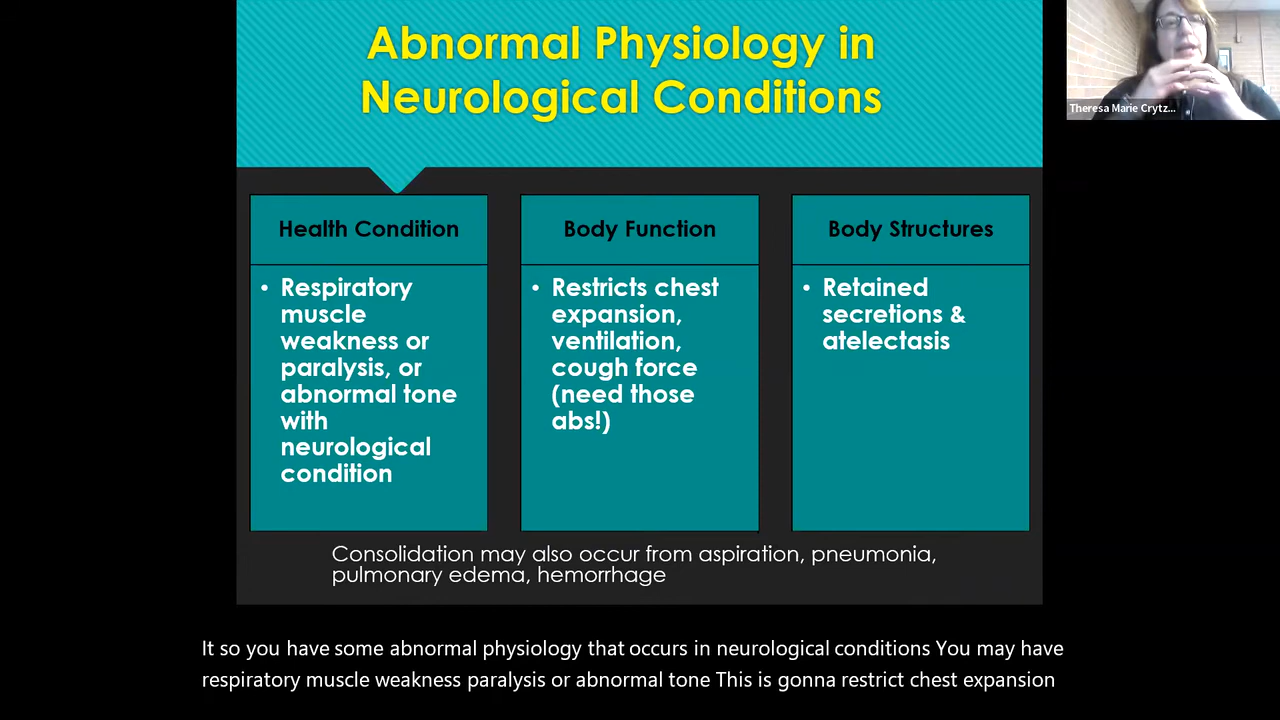 Abnormal Physiology in
Neurological Conditions
Theresa Marie Crytz...
Health Condition
• Respiratory
muscle
weakness or
paralysis, or
abnormal tone
with
neurological
condition
Body Function
• Restricts chest
expansion,
ventilation,
cough force
(need those
abs!)
Body Structures
• Retained
secretions &
atelectasis
Consolidation may also occur from aspiration, pneumonia,
pulmonary edema, hemorrhage
It so you have some abnormal physiology that occurs in neurological conditions You may have
respiratory muscle weakness paralysis or abnormal tone This is gonna restrict chest expansion